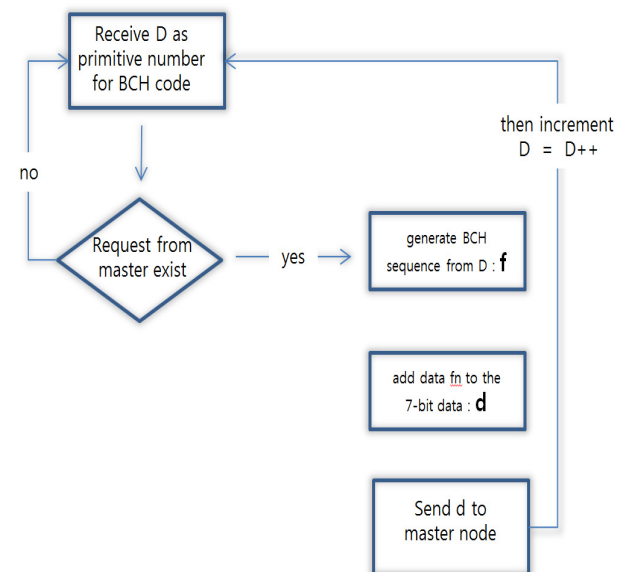 Receive D as
primitive number
for BCH code
then increment
D = D++
no
Request from
master exist
yes
generate BCH
sequence from D : f
add data fn to the
7-bit data : d
Send d to
master node